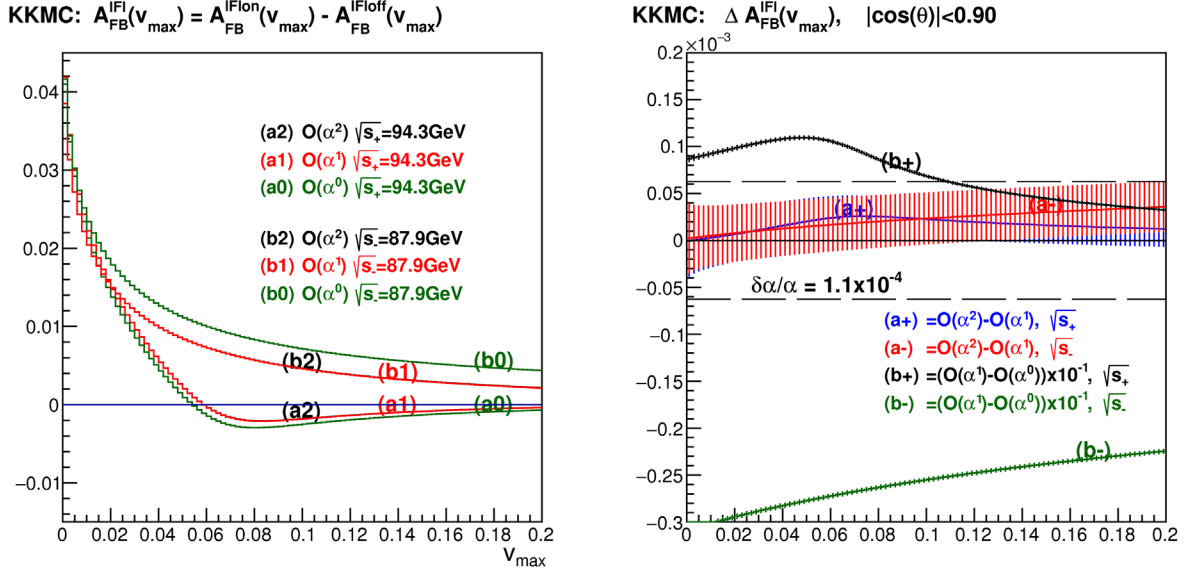 KKMC: A_FB^IFI(v_max) = A_FB^IFIon(v_max) - A_FB^IFIoff(v_max)
0.04
0.03
0.02
0.01
0
−0.01
(a2) O(α²) √s₊=94.3GeV
(a1) O(α¹) √s₊=94.3GeV
(a0) O(α⁰) √s₊=94.3GeV
(b2) O(α²) √s₋=87.9GeV
(b1) O(α¹) √s₋=87.9GeV
(b0) O(α⁰) √s₋=87.9GeV
(b2) (b1) (b0)
(a2) (a1) (a0)
0 0.02 0.04 0.06 0.08 0.1 0.12 0.14 0.16 0.18 0.2
v_max
KKMC: Δ A_FB^IFI(v_max), |cos(θ)|<0.90
×10⁻³
0.2
0.15
0.1
0.05
0
−0.05
−0.1
−0.15
−0.2
−0.25
−0.3
(b+)
(a+) (a-)
δα/α = 1.1x10⁻⁴
(a+) =O(α²)-O(α¹), √s₊
(a-) =O(α²)-O(α¹), √s₋
(b+) =(O(α¹)-O(α⁰))x10⁻¹, √s₊
(b-) =(O(α¹)-O(α⁰))x10⁻¹, √s₋
(b-)
0 0.02 0.04 0.06 0.08 0.1 0.12 0.14 0.16 0.18 0.2